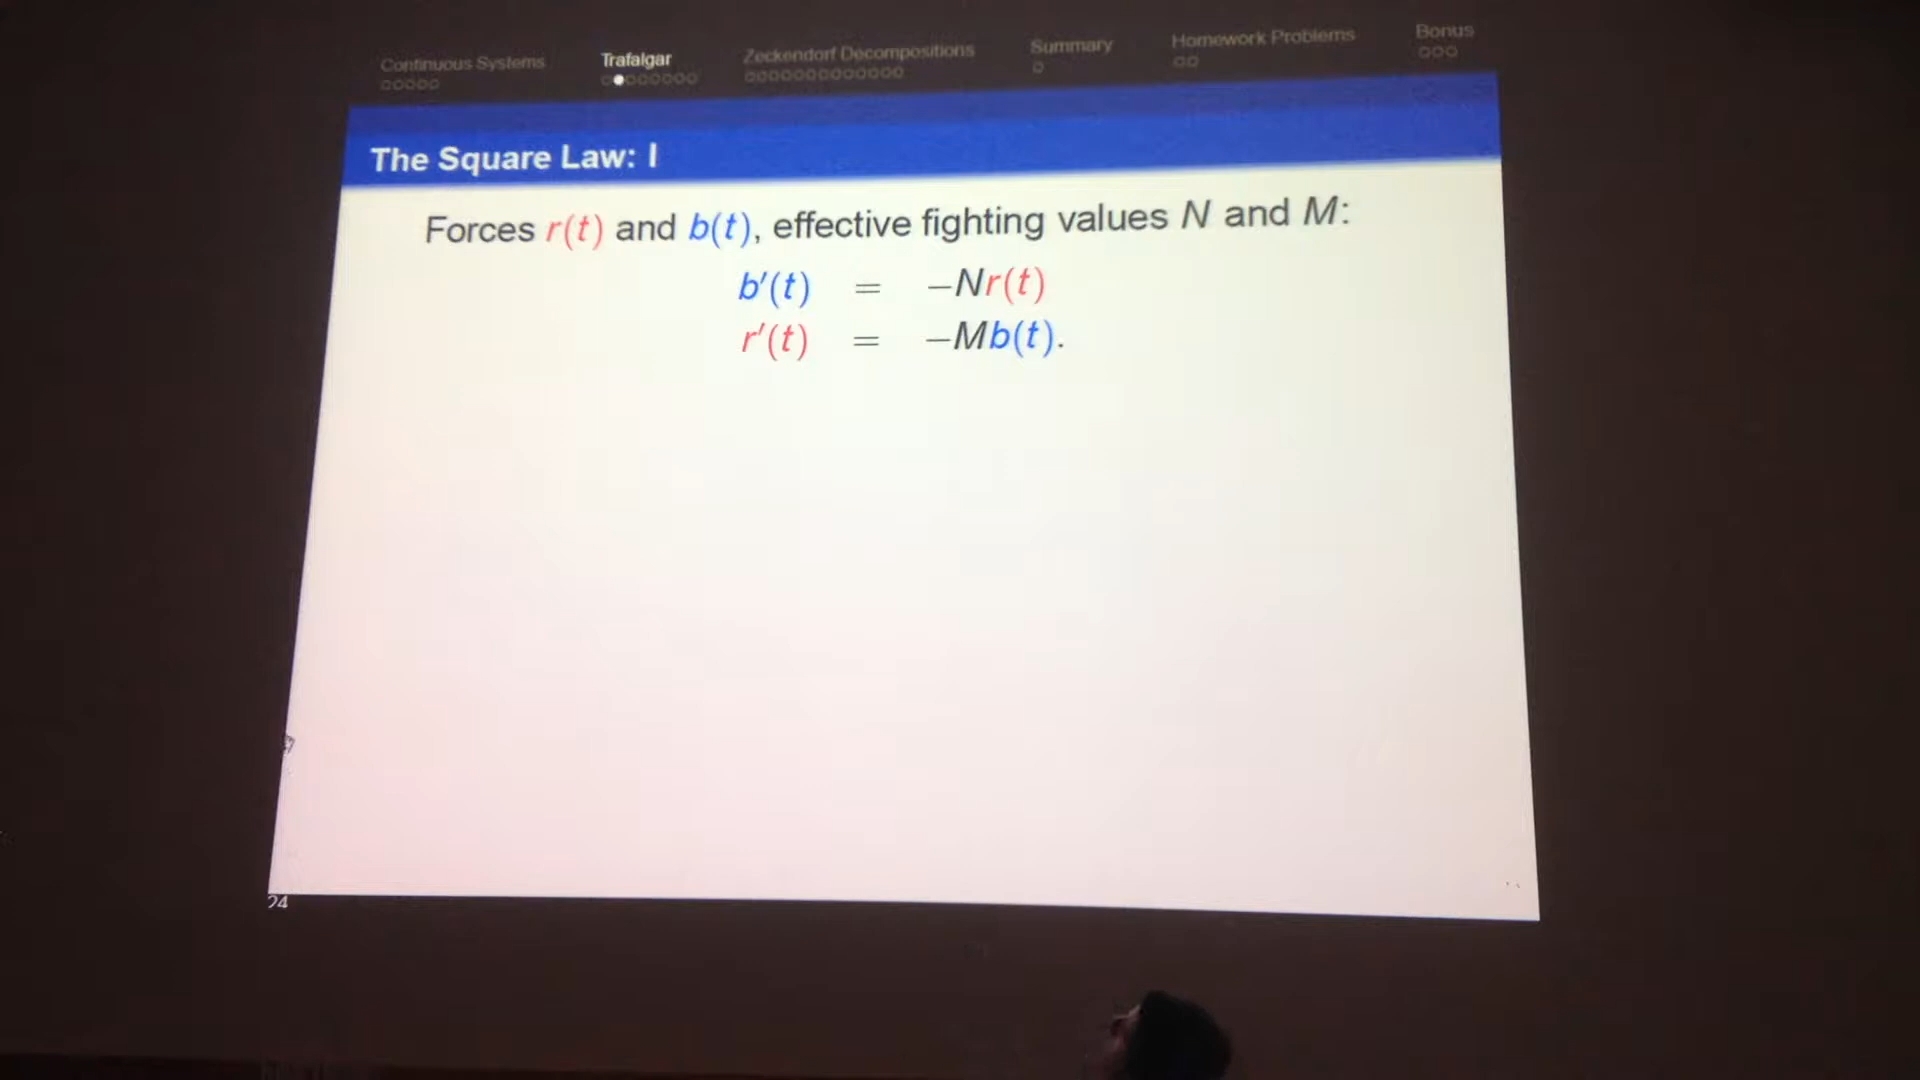 Continuous Systems Trafalgar Zeckendorf Decompositions Summary Homework Problems Bonus
The Square Law: I
Forces r(t) and b(t), effective fighting values N and M:
b′(t) = −Nr(t)
r′(t) = −Mb(t).
24